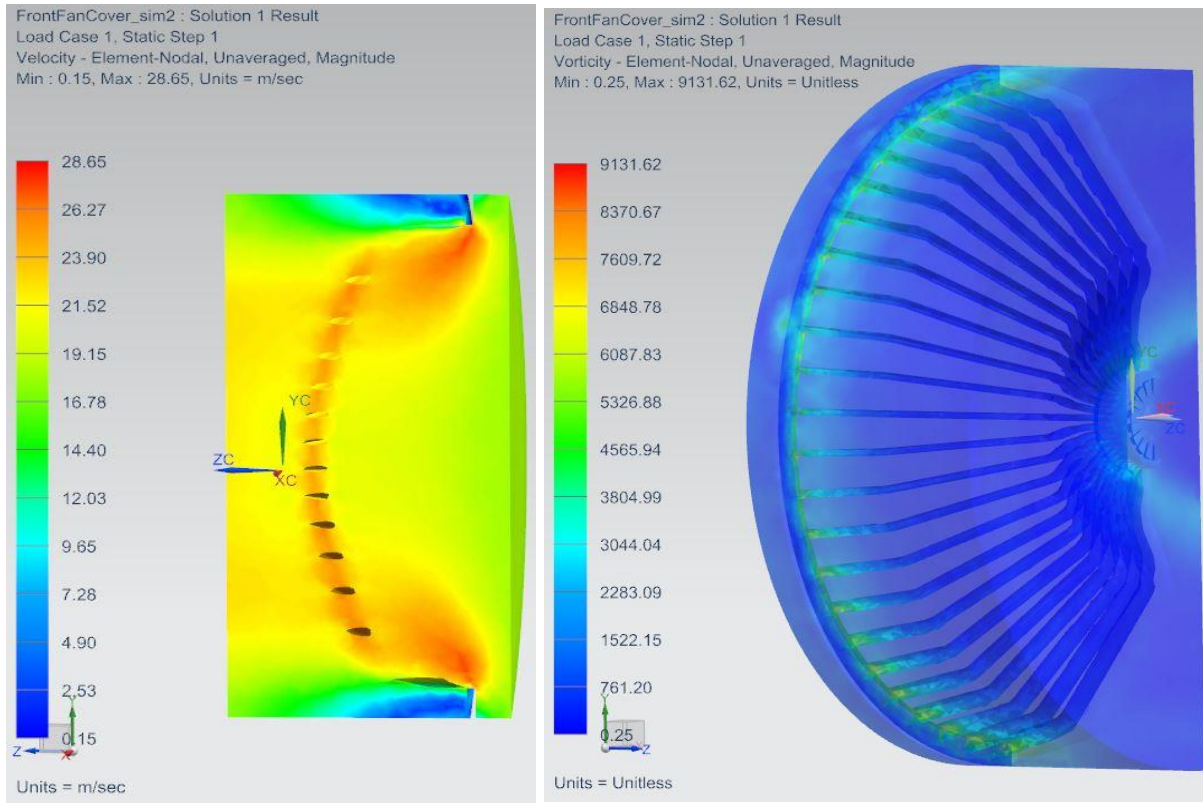 FrontFanCover_sim2 : Solution 1 Result
Load Case 1, Static Step 1
Velocity - Element-Nodal, Unaveraged, Magnitude
Min : 0.15, Max : 28.65, Units = m/sec
28.65
26.27
23.90
21.52
19.15
16.78
14.40
12.03
9.65
7.28
4.90
2.53
0.15
YC
ZC
XC
Y
Z
X
Units = m/sec
FrontFanCover_sim2 : Solution 1 Result
Load Case 1, Static Step 1
Vorticity - Element-Nodal, Unaveraged, Magnitude
Min : 0.25, Max : 9131.62, Units = Unitless
9131.62
8370.67
7609.72
6848.78
6087.83
5326.88
4565.94
3804.99
3044.04
2283.09
1522.15
761.20
0.25
YC
XC
ZC
Y
Z
Units = Unitless